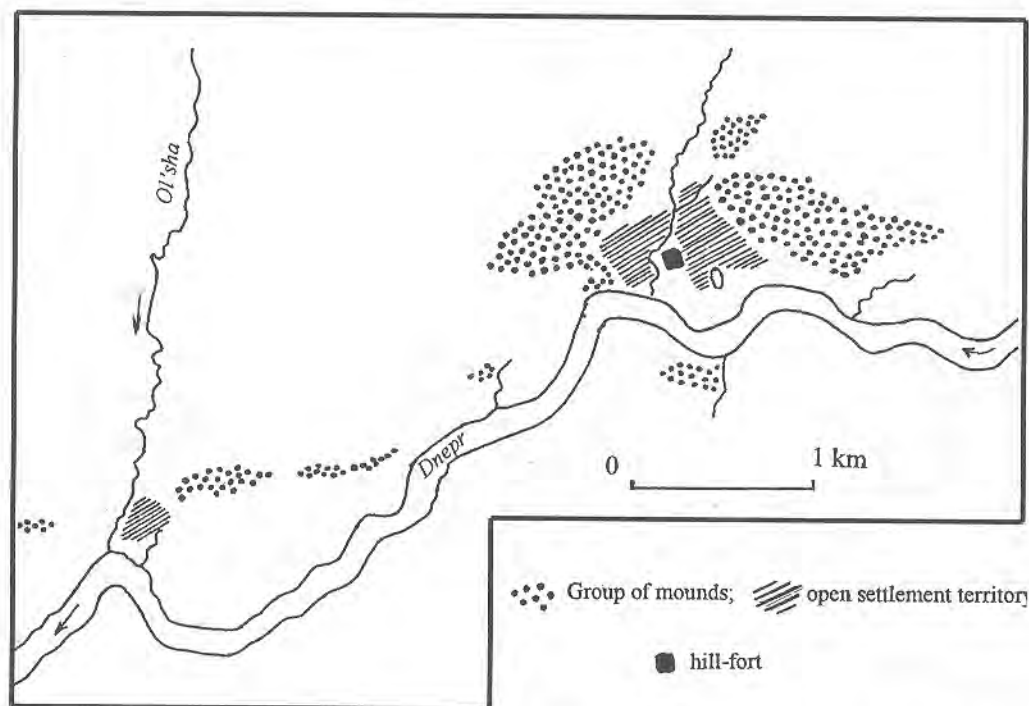 Ol'sha
Dnepr
0 1 km
Group of mounds; open settlement territory
hill-fort